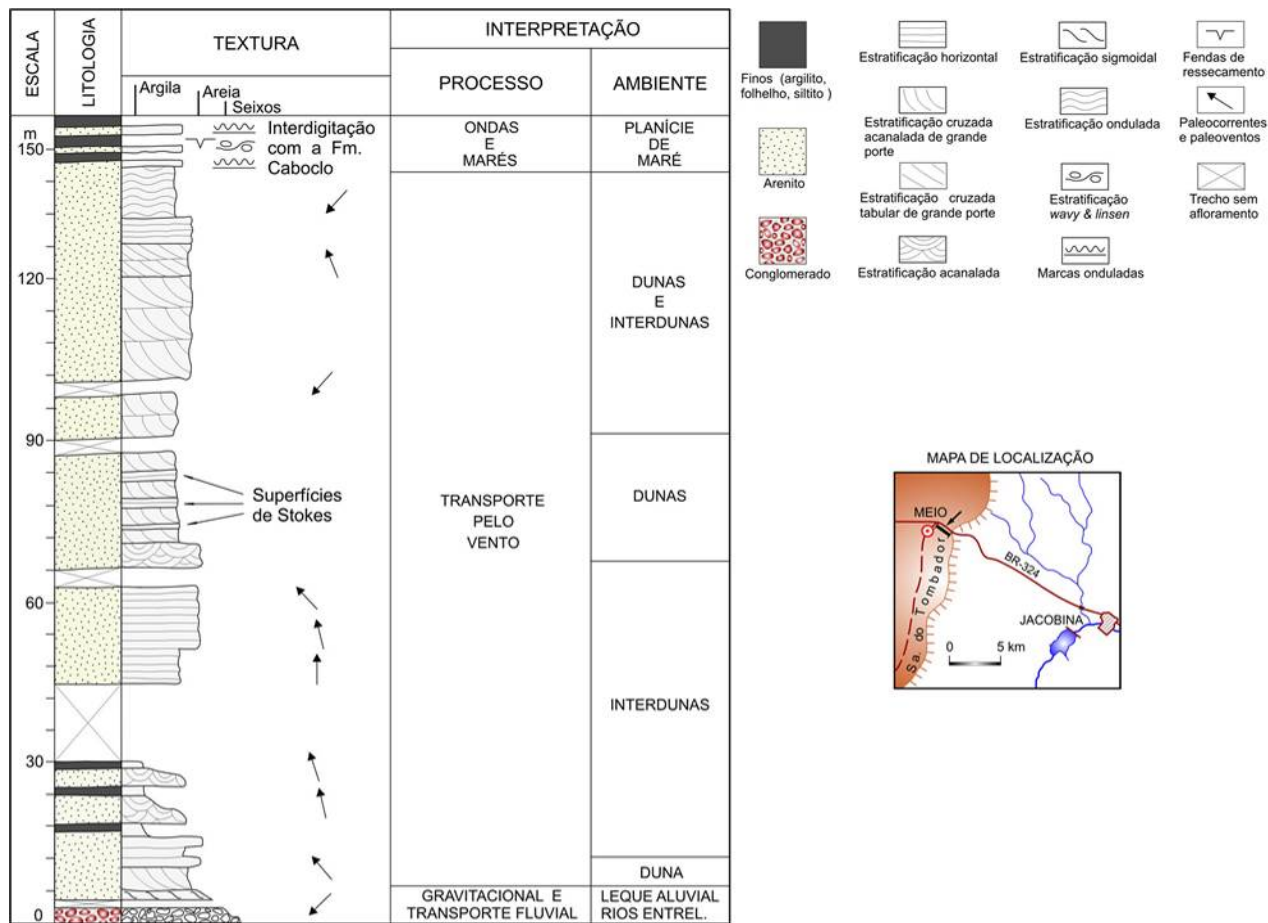 ESCALA
LITOLOGIA
TEXTURA
Argila
Areia
Seixos
INTERPRETAÇÃO
PROCESSO
AMBIENTE
m
150
120
90
60
30
0
Interdigitação
com a Fm.
Caboclo
Superfícies
de Stokes
ONDAS
E
MARÉS
TRANSPORTE
PELO
VENTO
GRAVITACIONAL E
TRANSPORTE FLUVIAL
PLANÍCIE
DE
MARÉ
DUNAS
E
INTERDUNAS
DUNAS
INTERDUNAS
DUNA
LEQUE ALUVIAL
RIOS ENTREL.
Finos (argilito,
folhelho, siltito )
Arenito
Conglomerado
Estratificação horizontal
Estratificação cruzada
acanalada de grande
porte
Estratificação cruzada
tabular de grande porte
Estratificação acanalada
Estratificação sigmoidal
Estratificação ondulada
Estratificação
wavy & linsen
Marcas onduladas
Fendas de
ressecamento
Paleocorrentes
e paleoventos
Trecho sem
afloramento
MAPA DE LOCALIZAÇÃO
MEIO
BR-324
Sa. do Tombador
JACOBINA
0 5 km